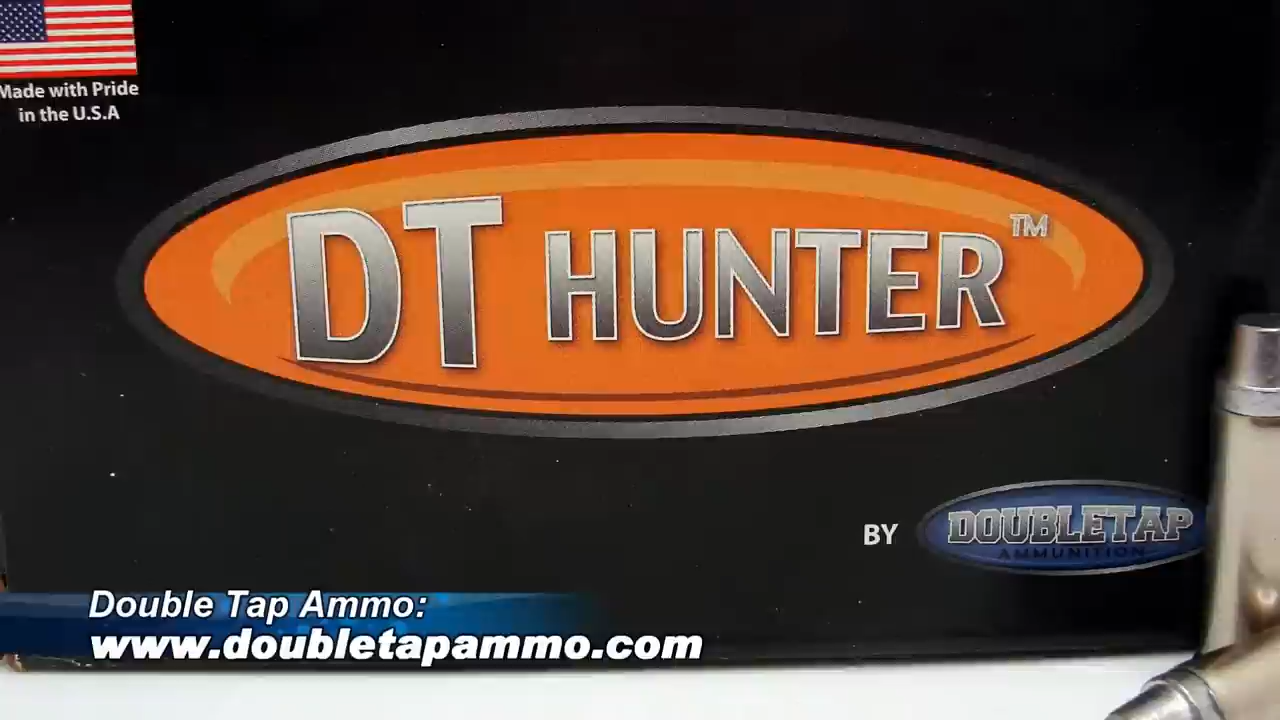 Made with Pride
in the U.S.A
DT HUNTER™
BY DOUBLETAP
AMMUNITION
Double Tap Ammo:
www.doubletapammo.com